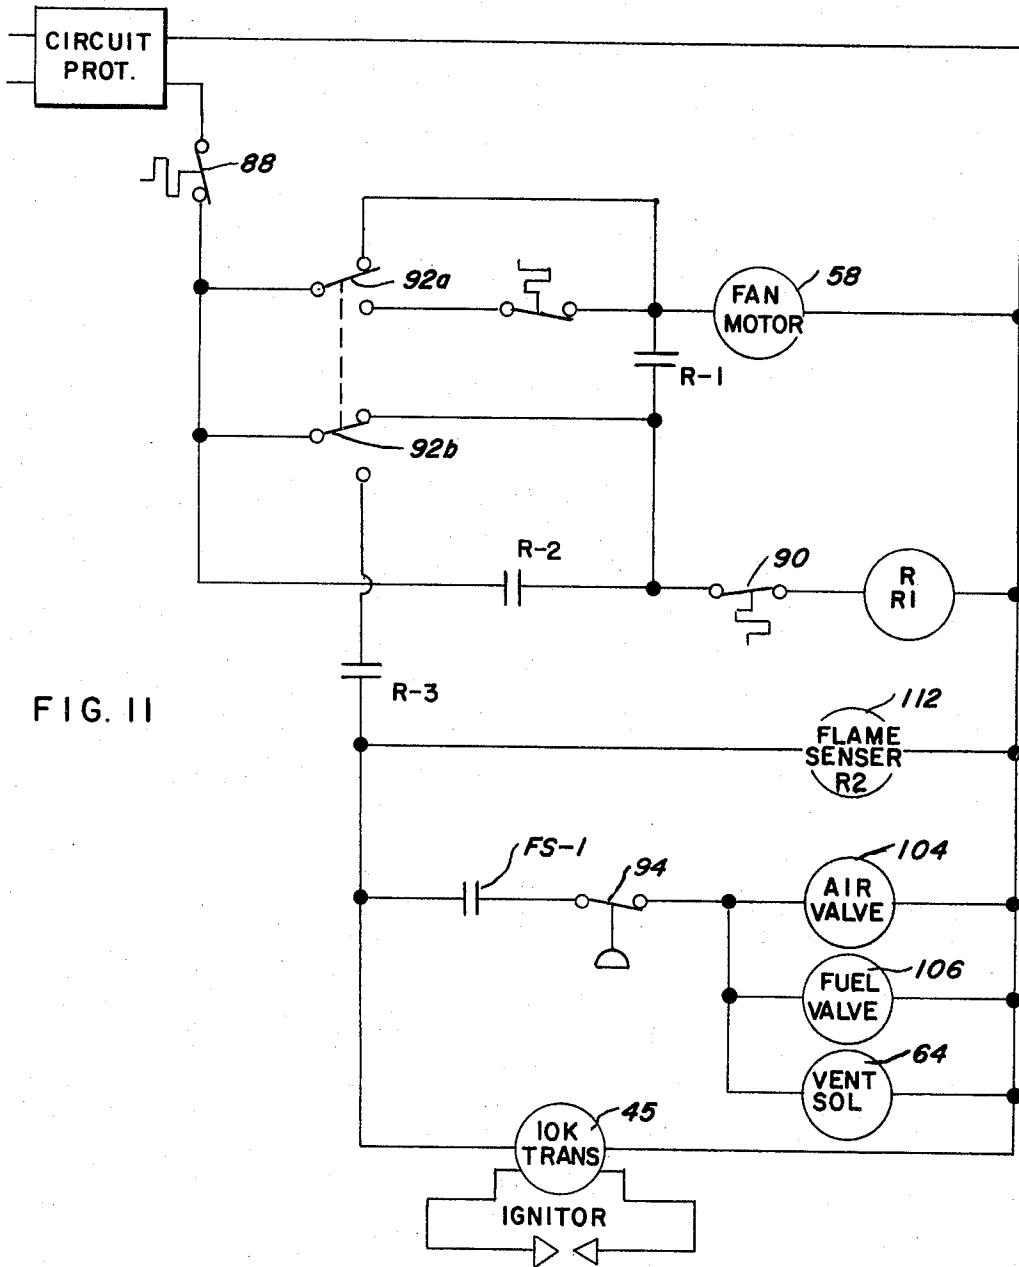 CIRCUIT
PROT.
88
92a
58
FAN
MOTOR
R-1
92b
R-2
90
R
R1
R-3
FIG. 11
112
FLAME
SENSER
R2
FS-1
94
104
AIR
VALVE
106
FUEL
VALVE
64
VENT
SOL
45
10K
TRANS
IGNITOR